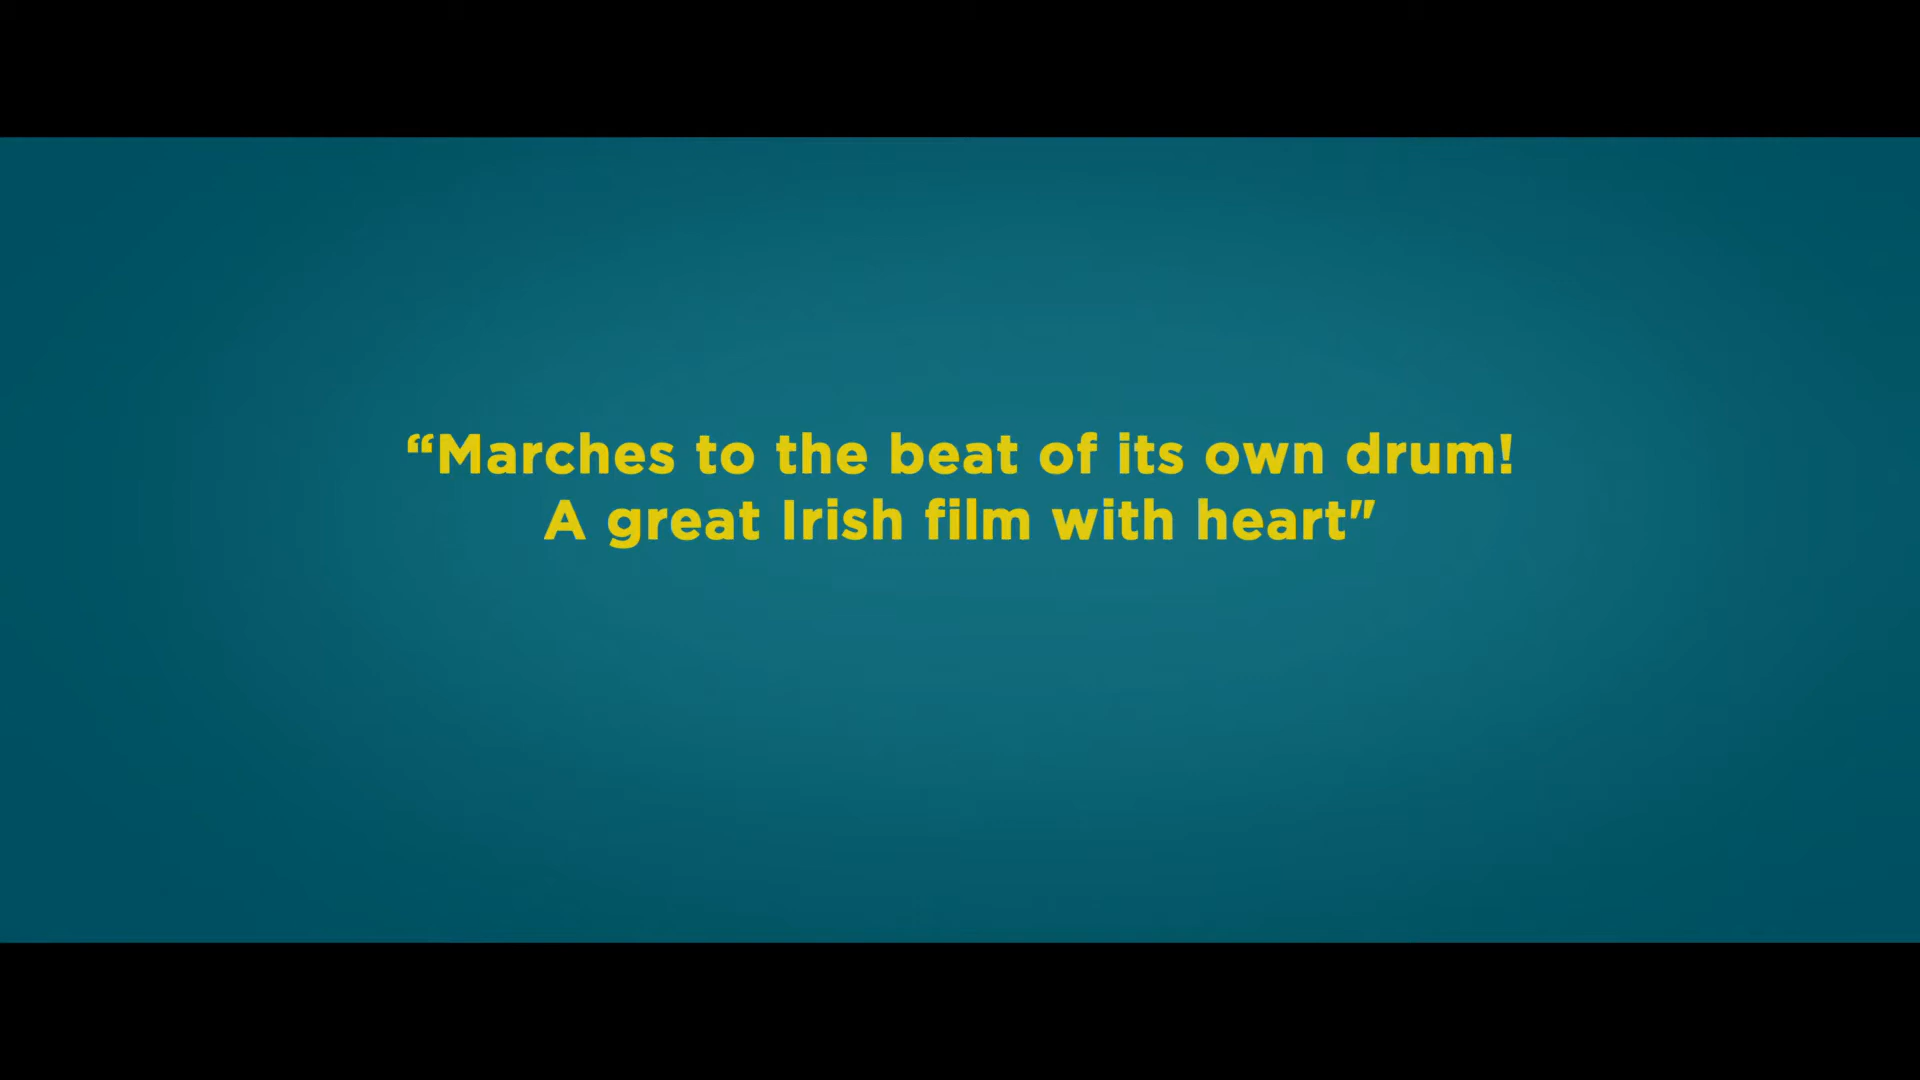 “Marches to the beat of its own drum!
A great Irish film with heart"